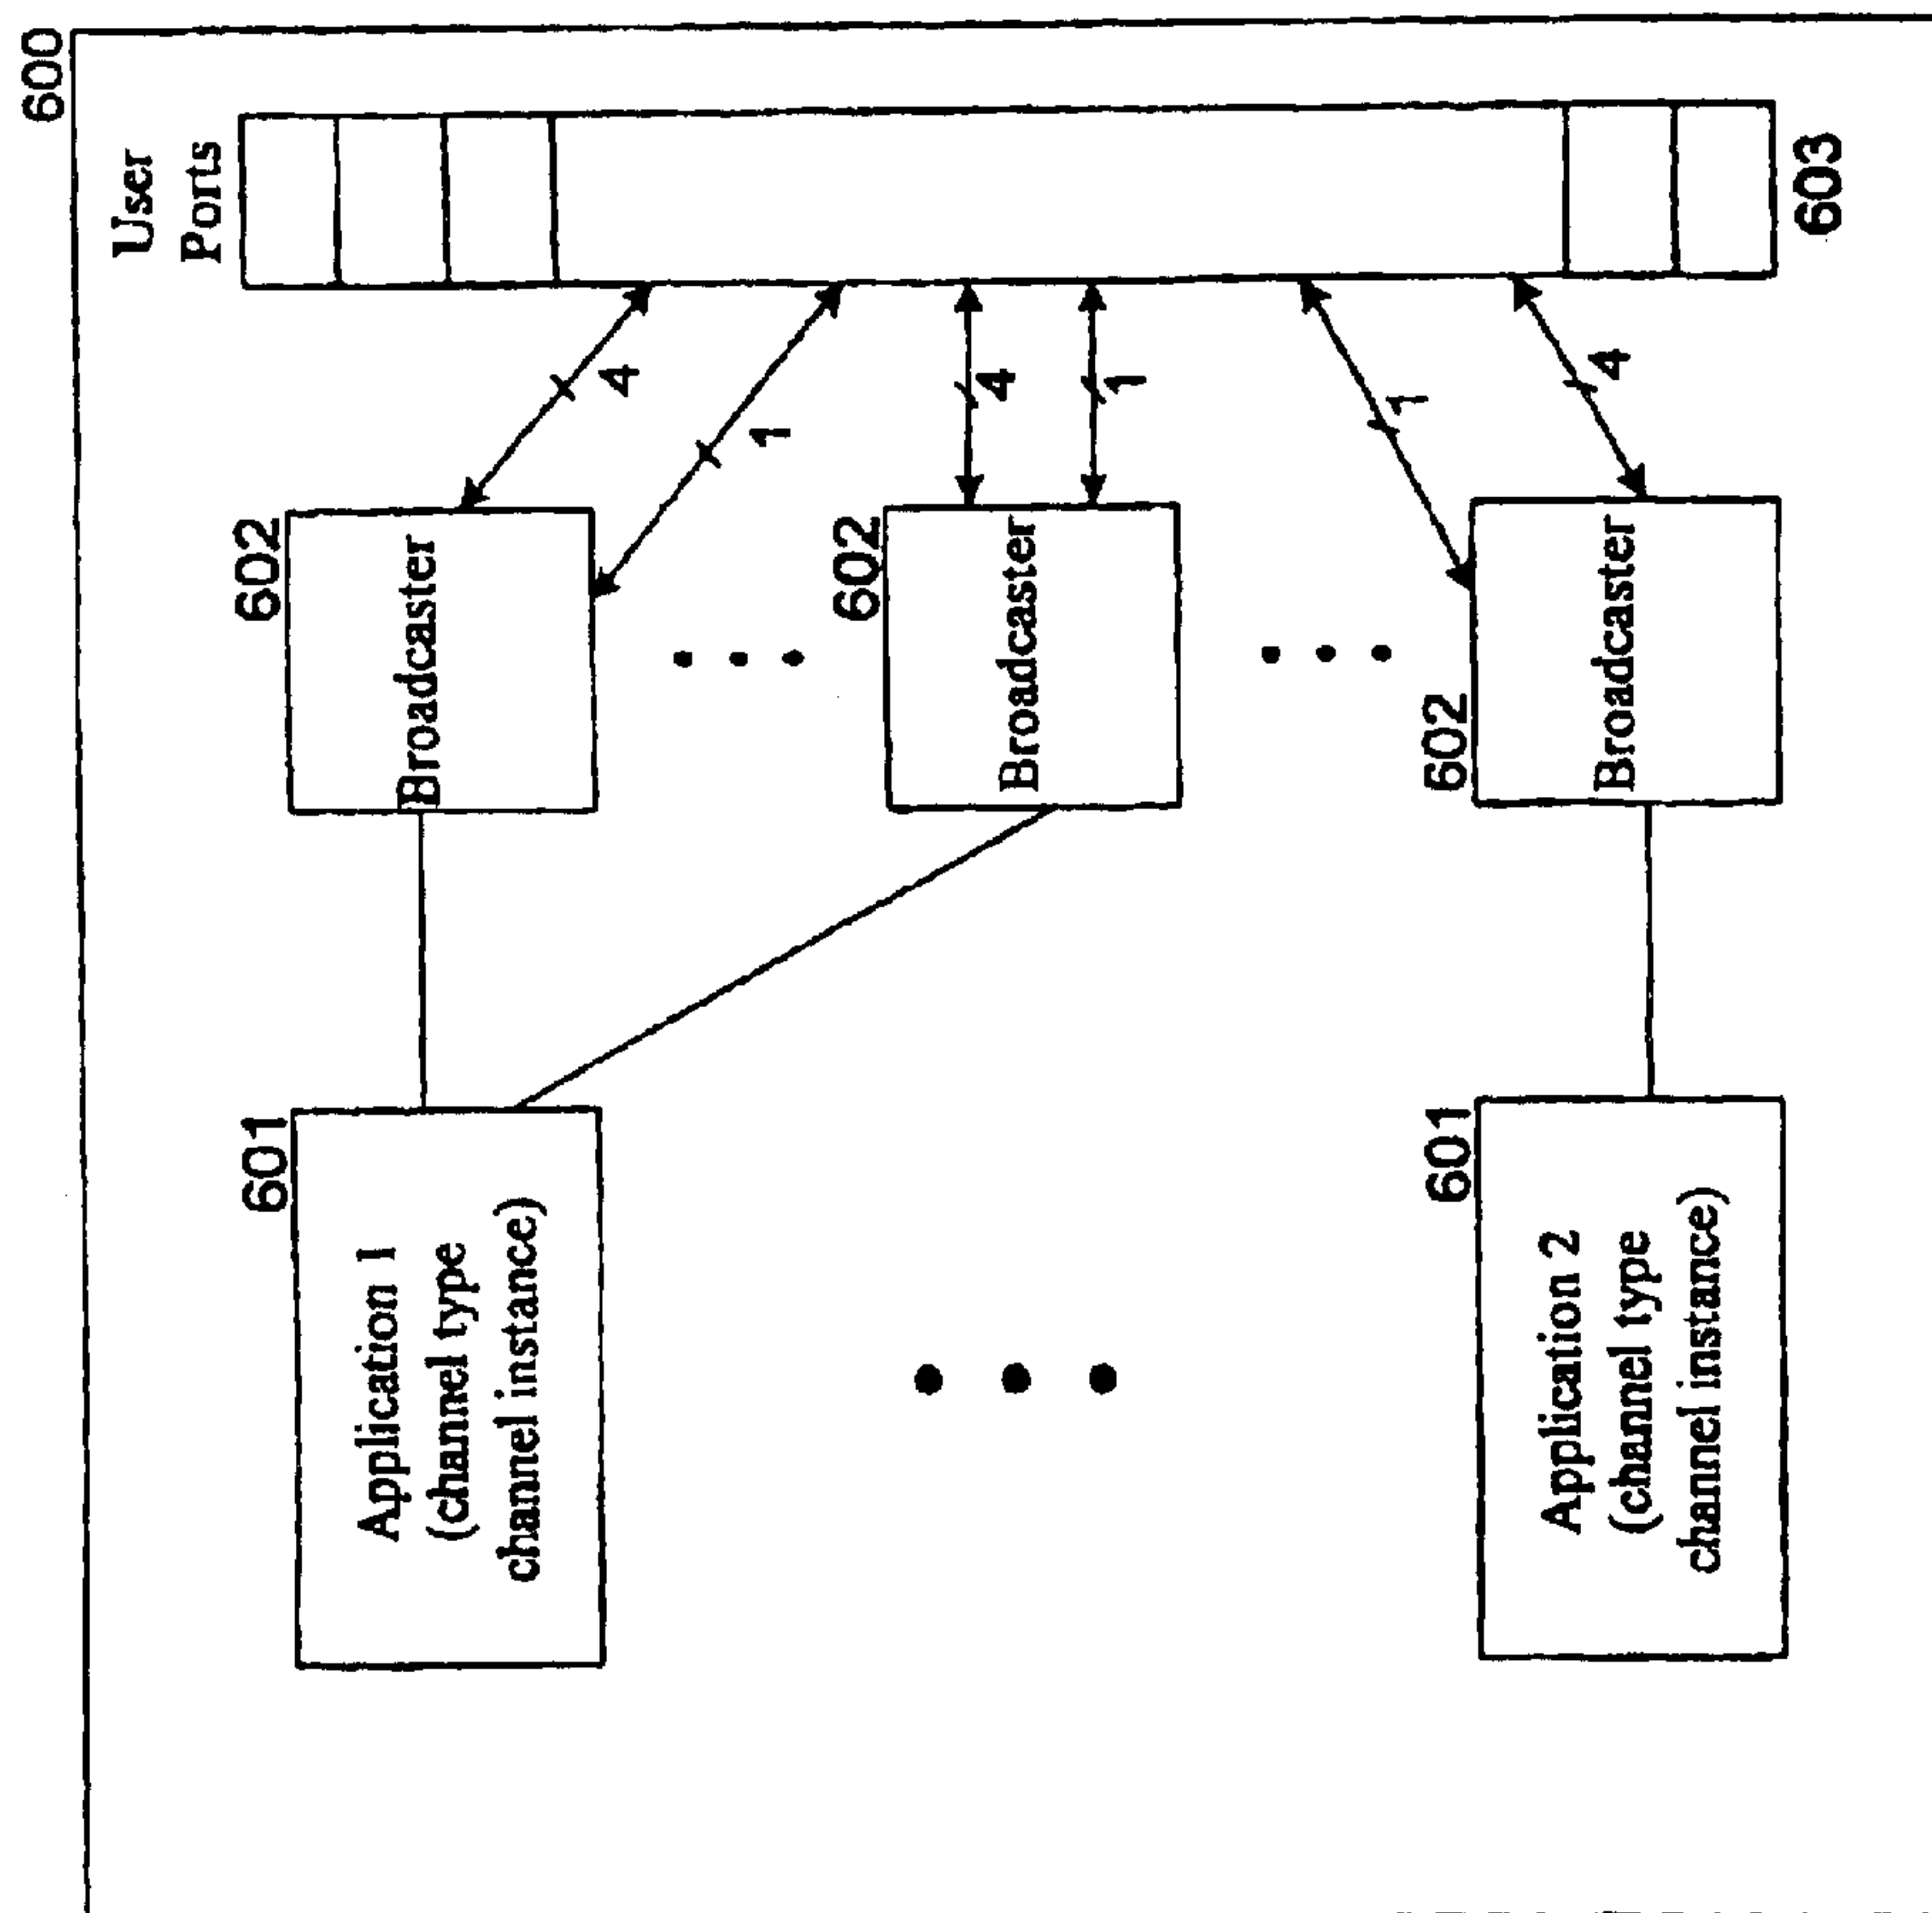 600
User
Ports
601
Application 1
(channel type
channel instance)
602
Broadcaster
4
1
602
Broadcaster
4
1
601
Application 2
(channel type
channel instance)
602
Broadcaster
1
4
603